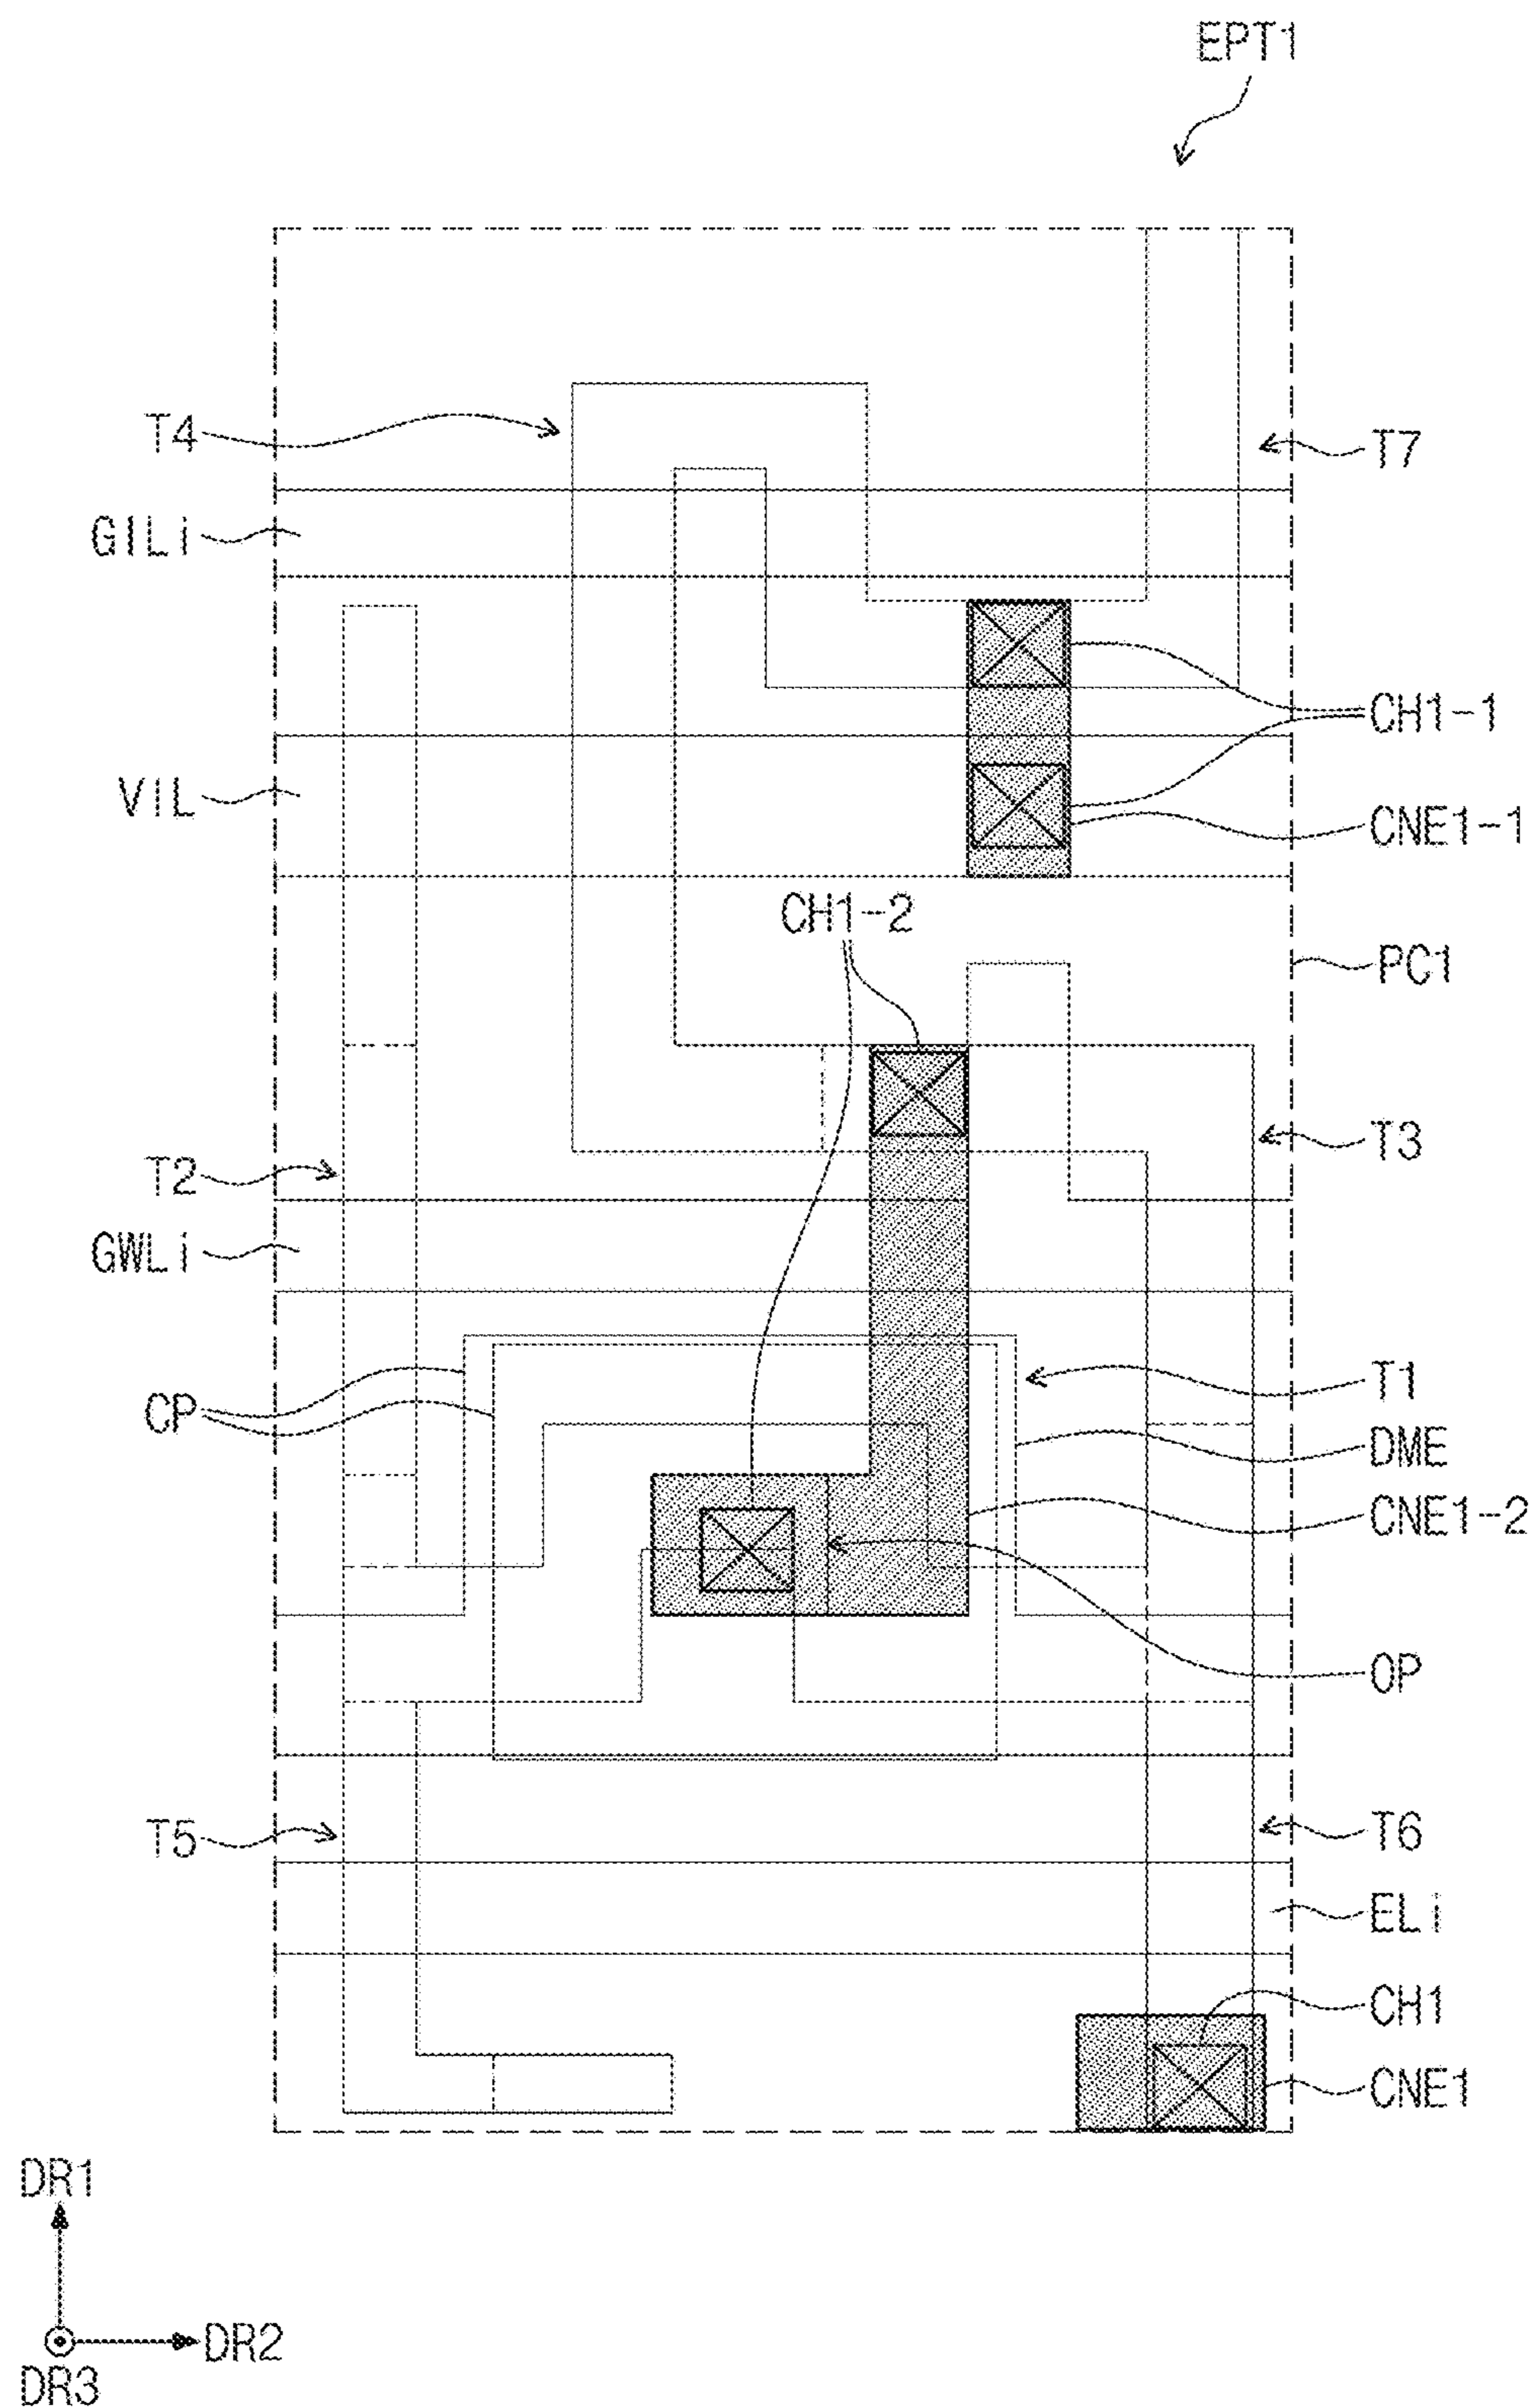 EPT1
T4
T7
GILi
CH1-1
VIL
CNE1-1
CH1-2
PC1
T3
T2
GWLi
T1
CP
DME
CNE1-2
OP
T5
T6
ELi
CH1
CNE1
DR1
DR2
DR3